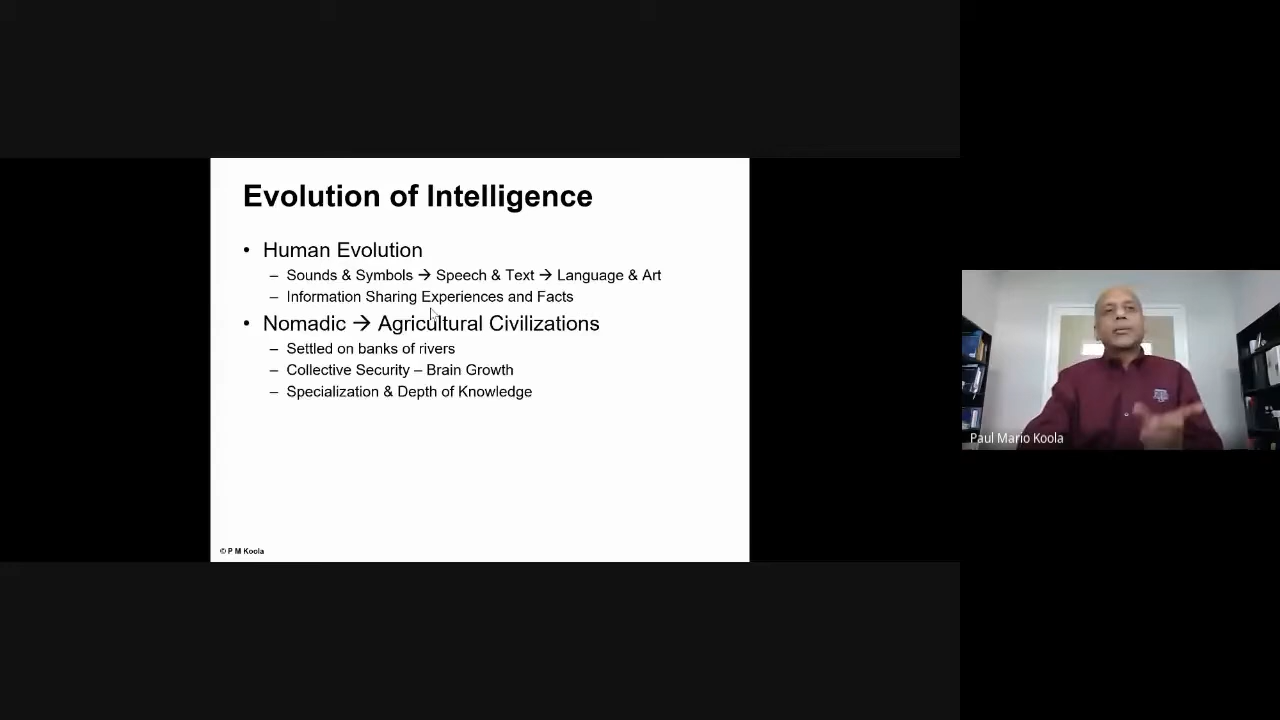 Evolution of Intelligence
• Human Evolution
– Sounds & Symbols → Speech & Text → Language & Art
– Information Sharing Experiences and Facts
• Nomadic → Agricultural Civilizations
– Settled on banks of rivers
– Collective Security – Brain Growth
– Specialization & Depth of Knowledge
© P M Koola
Paul Mario Koola